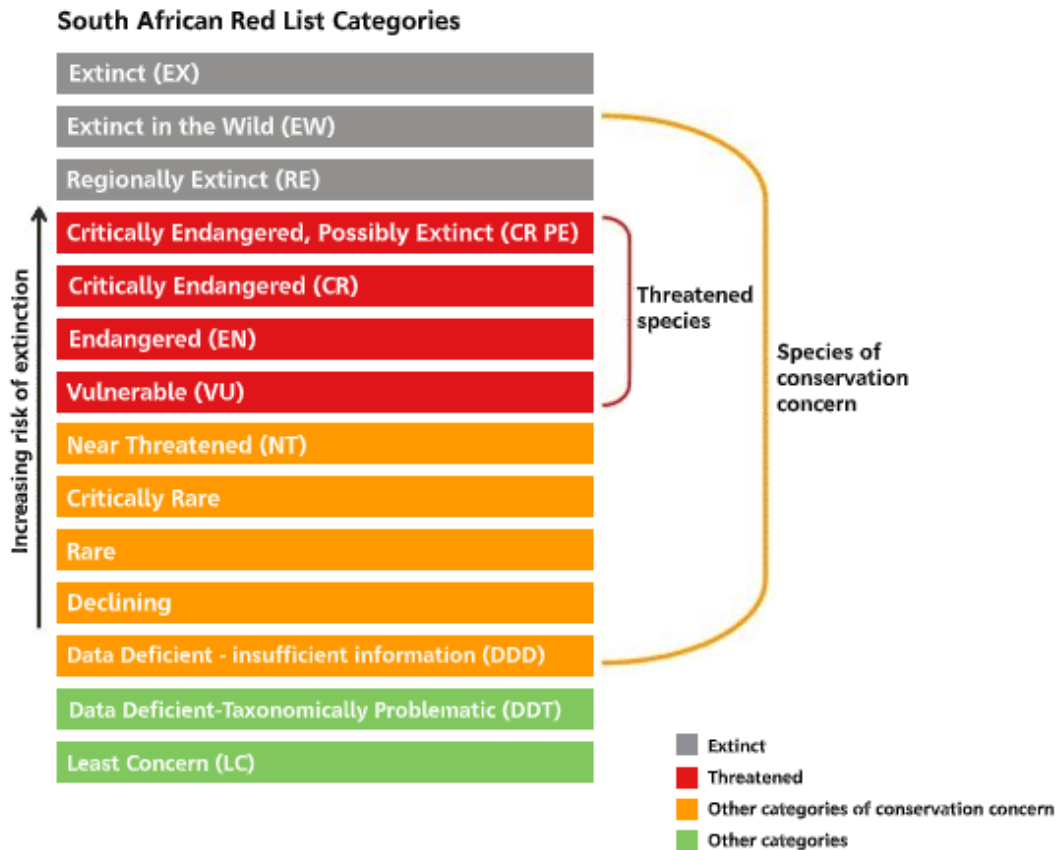 South African Red List Categories
Extinct (EX)
Extinct in the Wild (EW)
Regionally Extinct (RE)
Critically Endangered, Possibly Extinct (CR PE)
Critically Endangered (CR)
Endangered (EN)
Vulnerable (VU)
Near Threatened (NT)
Critically Rare
Rare
Declining
Data Deficient - insufficient information (DDD)
Data Deficient-Taxonomically Problematic (DDT)
Least Concern (LC)
Increasing risk of extinction
Threatened
species
Species of
conservation
concern
Extinct
Threatened
Other categories of conservation concern
Other categories